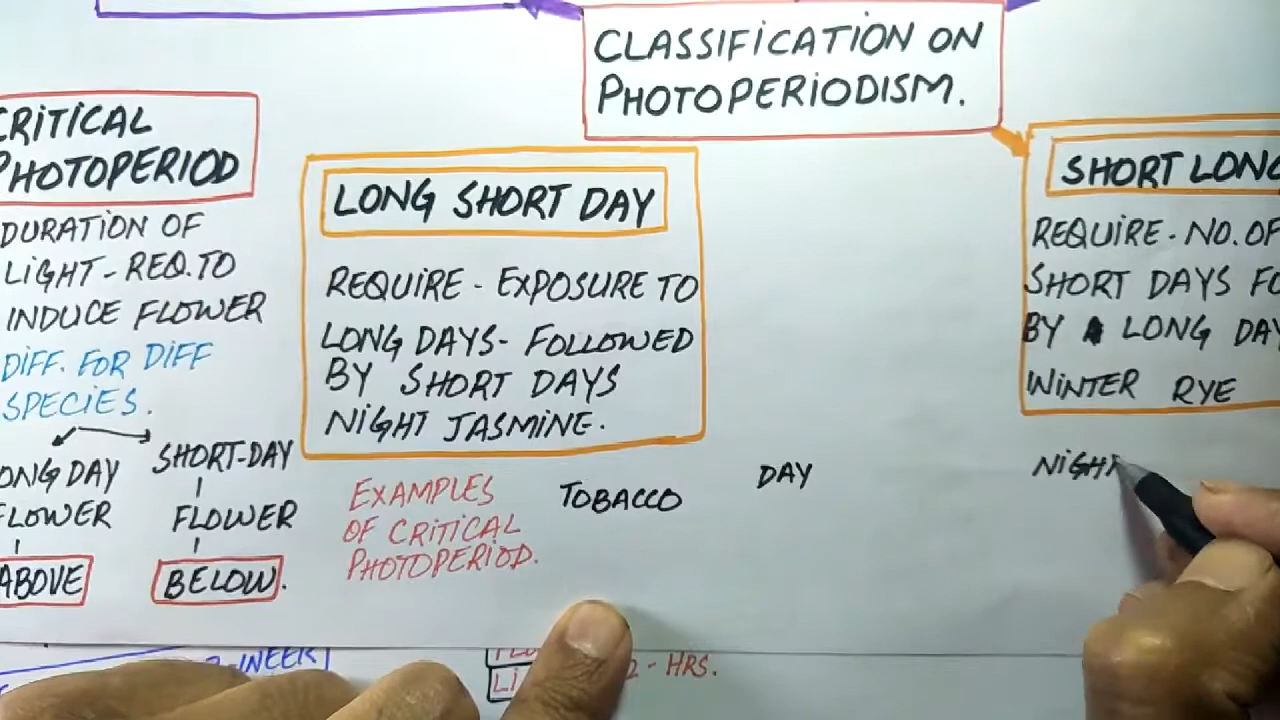 CLASSIFICATION ON
PHOTOPERIODISM.
CRITICAL
PHOTOPERIOD
DURATION OF
LIGHT - REQ. TO
INDUCE FLOWER
DIFF. FOR DIFF
SPECIES.
LONG SHORT DAY
REQUIRE - EXPOSURE TO
LONG DAYS - FOLLOWED
BY SHORT DAYS
NIGHT JASMINE.
SHORT LONG
REQUIRE - NO. OF
SHORT DAYS FO
BY LONG DAY
WINTER RYE
ONG DAY
FLOWER
ABOVE
SHORT-DAY
FLOWER
BELOW.
EXAMPLES
OF CRITICAL
PHOTOPERIOD.
TOBACCO
DAY
NIGH
- HRS.